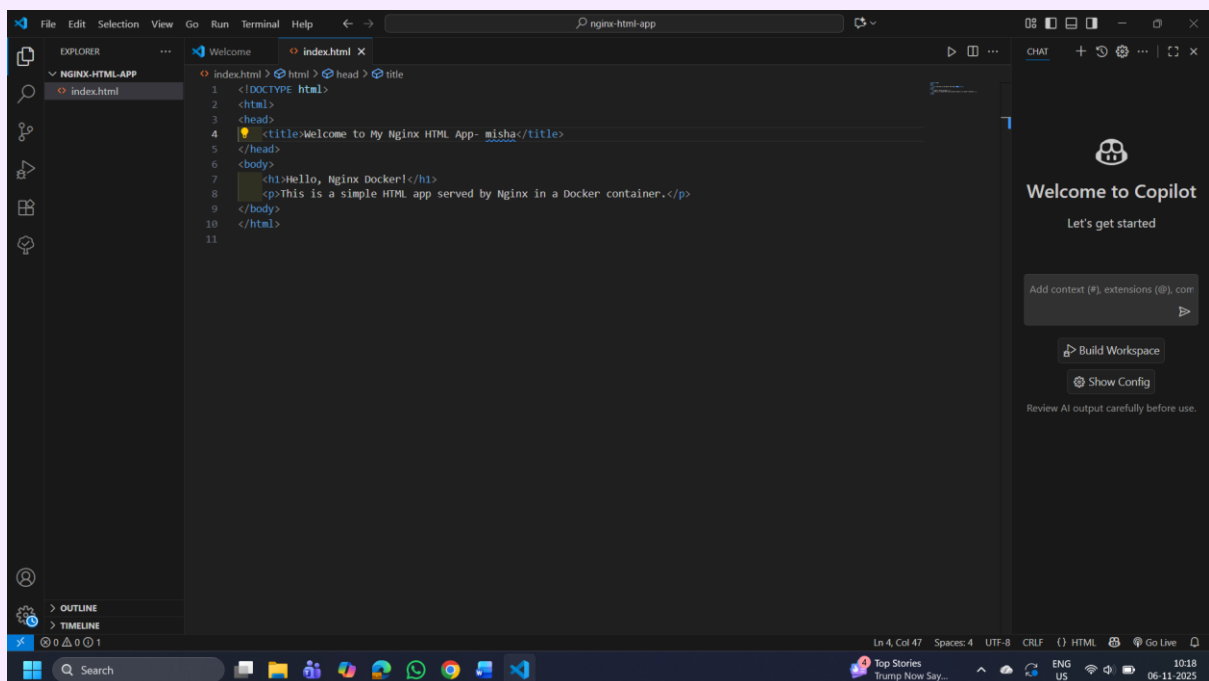 File Edit Selection View Go Run Terminal Help
nginx-html-app
EXPLORER
NGINX-HTML-APP
index.html
OUTLINE
TIMELINE
Welcome
index.html
index.html > html > head > title
1 <!DOCTYPE html>
2 <html>
3 <head>
4 <title>Welcome to My Nginx HTML App- misha</title>
5 </head>
6 <body>
7 <h1>Hello, Nginx Docker!</h1>
8 <p>This is a simple HTML app served by Nginx in a Docker container.</p>
9 </body>
10 </html>
11
CHAT
Welcome to Copilot
Let's get started
Add context (#), extensions (@), com
Build Workspace
Show Config
Review AI output carefully before use.
0 0 1
Ln 4, Col 47 Spaces: 4 UTF-8 CRLF {} HTML Go Live
Search
4
Top Stories
Trump Now Say...
ENG
US
10:18
06-11-2025